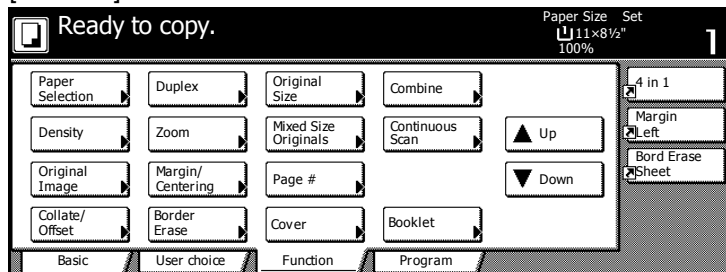 Ready to copy.
Paper Size
Set
11×8½"
100%
1
Paper
Selection
Duplex
Original
Size
Combine
Density
Zoom
Mixed Size
Originals
Continuous
Scan
Up
Original
Image
Margin/
Centering
Page #
Down
Collate/
Offset
Border
Erase
Cover
Booklet
4 in 1
Margin
Left
Bord Erase
Sheet
Basic
User choice
Function
Program